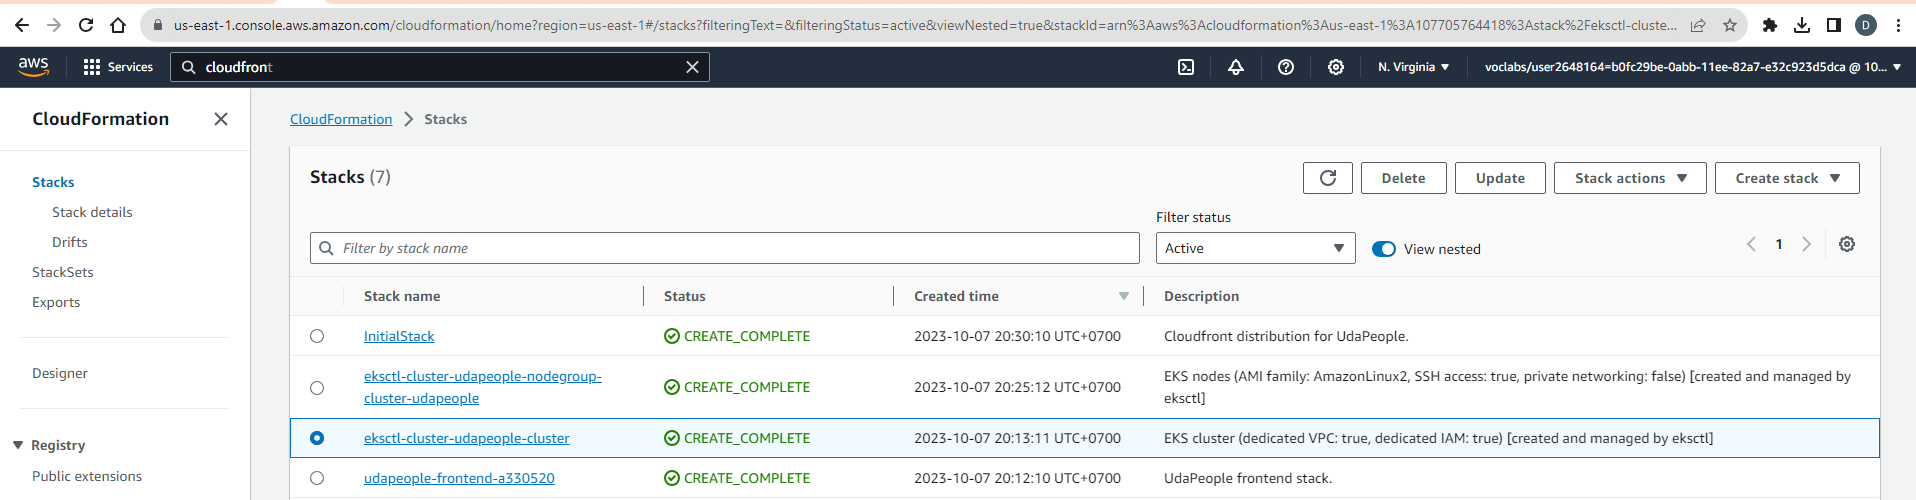 us-east-1.console.aws.amazon.com/cloudformation/home?region=us-east-1#/stacks?filteringText=&filteringStatus=active&viewNested=true&stackId=arn%3Aaws%3Acloudformation%3Aus-east-1%3A107705764418%3Astack%2Feksctl-cluste...
D
aws
Services
cloudfront
N. Virginia
voclabs/user2648164=b0fc29be-0abb-11ee-82a7-e32c923d5dca @ 10...
CloudFormation
Stacks
Stack details
Drifts
StackSets
Exports
Designer
Registry
Public extensions
CloudFormation > Stacks
Stacks (7)
Delete
Update
Stack actions
Create stack
Filter status
Filter by stack name
Active
View nested
1
Stack name Status Created time Description
InitialStack CREATE_COMPLETE 2023-10-07 20:30:10 UTC+0700 Cloudfront distribution for UdaPeople.
eksctl-cluster-udapeople-nodegroup-
cluster-udapeople
CREATE_COMPLETE
2023-10-07 20:25:12 UTC+0700
EKS nodes (AMI family: AmazonLinux2, SSH access: true, private networking: false) [created and managed by
eksctl]
eksctl-cluster-udapeople-cluster CREATE_COMPLETE 2023-10-07 20:13:11 UTC+0700 EKS cluster (dedicated VPC: true, dedicated IAM: true) [created and managed by eksctl]
udapeople-frontend-a330520 CREATE_COMPLETE 2023-10-07 20:12:10 UTC+0700 UdaPeople frontend stack.